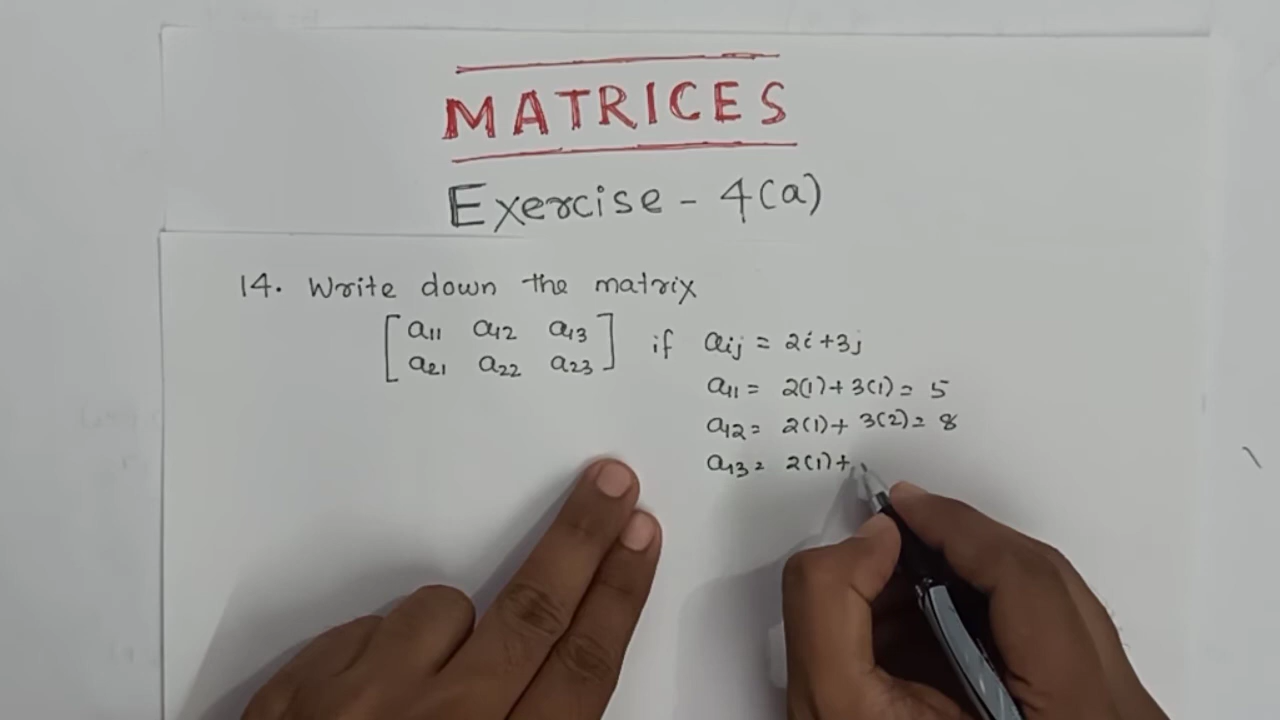 MATRICES
Exercise - 4(a)
14. Write down the matrix
[ a11 a12 a13
a21 a22 a23 ] if aij = 2i+3j
a11 = 2(1)+3(1) = 5
a12 = 2(1)+ 3(2) = 8
a13 = 2(1)+